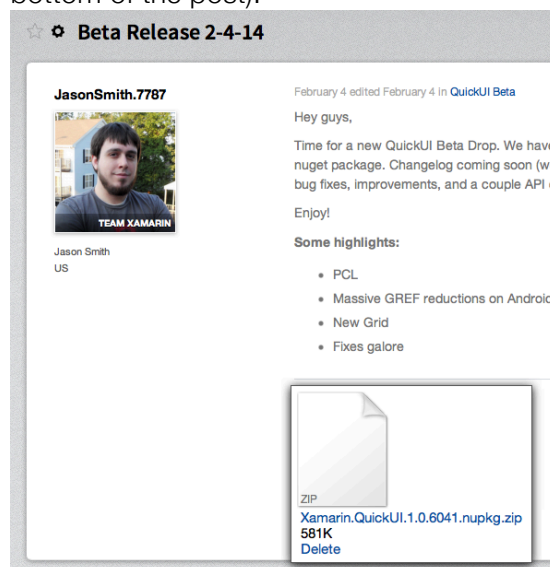 bottom of the post).
Beta Release 2-4-14
JasonSmith.7787
TEAM XAMARIN
Jason Smith
US
February 4 edited February 4 in QuickUI Beta
Hey guys,
Time for a new QuickUI Beta Drop. We have
nuget package. Changelog coming soon (w
bug fixes, improvements, and a couple API
Enjoy!
Some highlights:
PCL
Massive GREF reductions on Android
New Grid
Fixes galore
ZIP
Xamarin.QuickUI.1.0.6041.nupkg.zip
581K
Delete